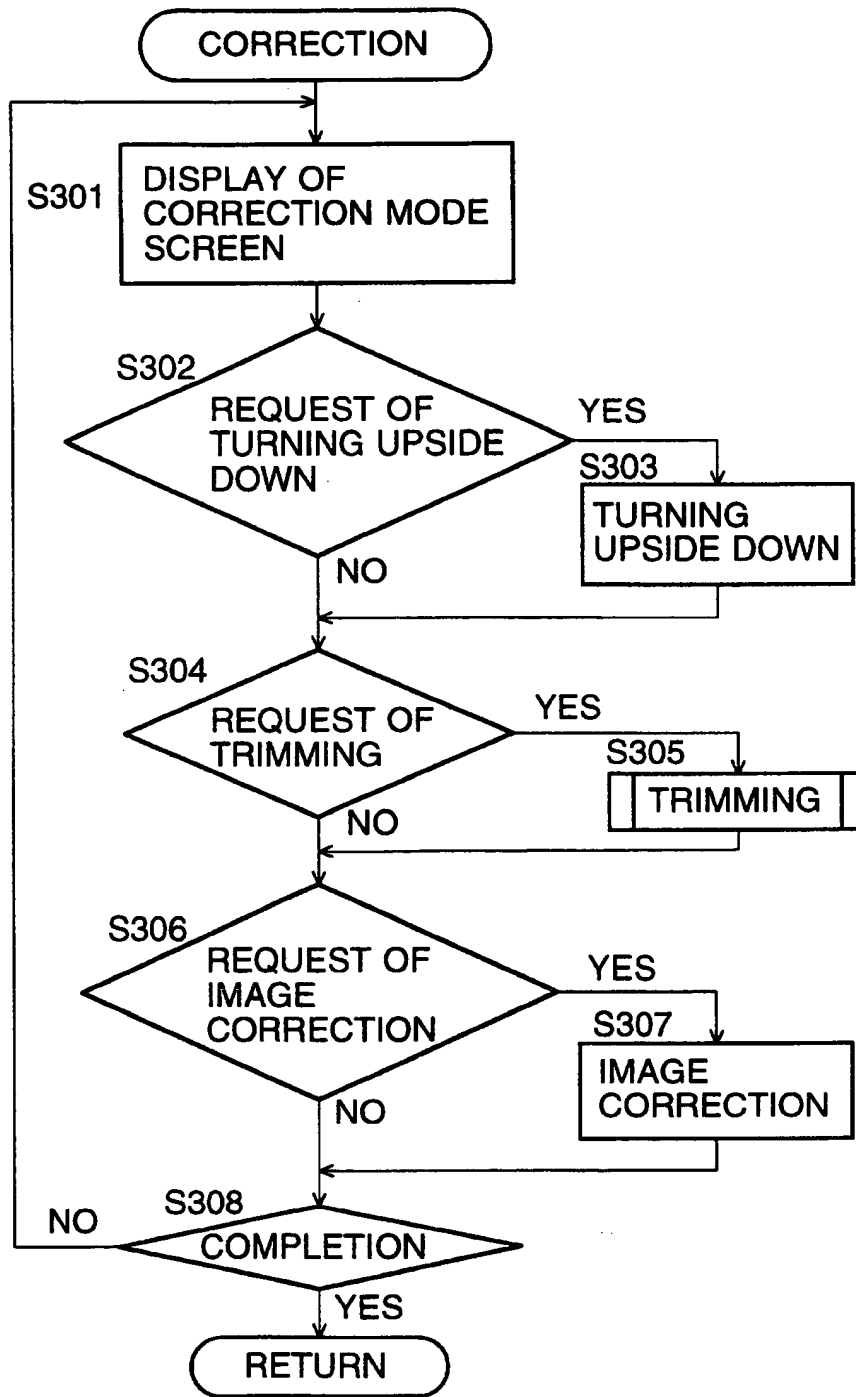 CORRECTION
S301
DISPLAY OF
CORRECTION MODE
SCREEN
S302
REQUEST OF
TURNING UPSIDE
DOWN
YES
S303
TURNING
UPSIDE DOWN
NO
S304
REQUEST OF
TRIMMING
YES
S305
TRIMMING
NO
S306
REQUEST OF
IMAGE
CORRECTION
YES
S307
IMAGE
CORRECTION
NO
S308
NO
COMPLETION
YES
RETURN